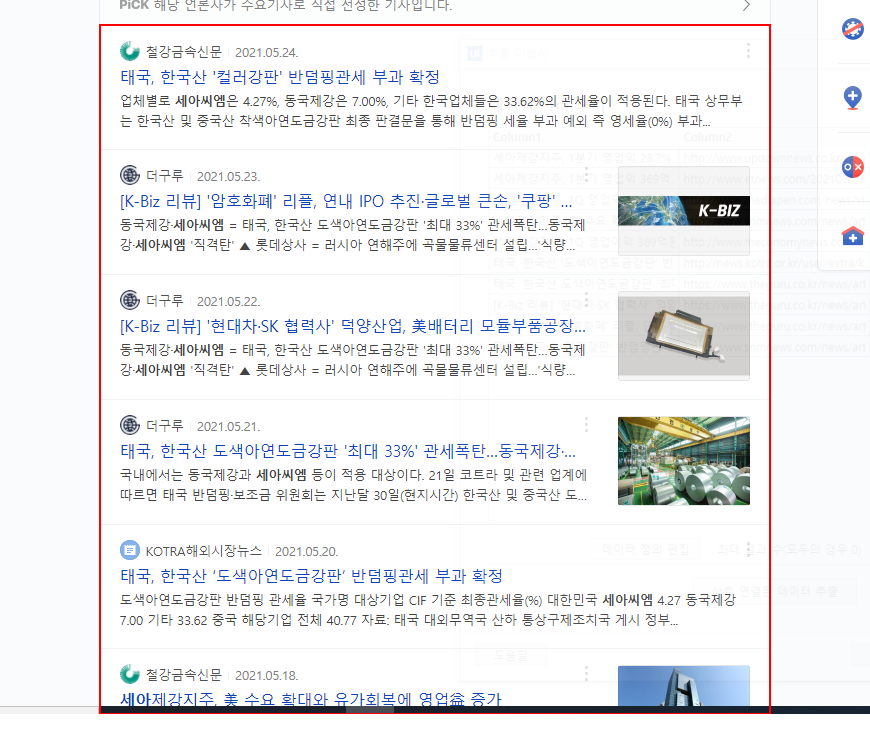 PiCK 해당 언론사가 주요기사로 직접 선정한 기사입니다.
철강금속신문 2021.05.24.
태국, 한국산 '컬러강판' 반덤핑관세 부과 확정
업체별로 세아씨엠은 4.27%, 동국제강은 7.00%, 기타 한국업체들은 33.62%의 관세율이 적용된다. 태국 상무부
는 한국산 및 중국산 착색아연도금강판 최종 판결문을 통해 반덤핑 세율 부과 예외 즉 영세율(0%) 부과...
더구루 2021.05.23.
[K-Biz 리뷰] '암호화폐' 리플, 연내 IPO 추진·글로벌 큰손, '쿠팡' ...
동국제강·세아씨엠 = 태국, 한국산 도색아연도금강판 '최대 33%' 관세폭탄...동국제
강·세아씨엠 '직격탄' ▲ 롯데상사 = 러시아 연해주에 곡물물류센터 설립...'식량...
K-BIZ
더구루 2021.05.22.
[K-Biz 리뷰] '현대차·SK 협력사' 덕양산업, 美배터리 모듈부품공장...
동국제강·세아씨엠 = 태국, 한국산 도색아연도금강판 '최대 33%' 관세폭탄...동국제
강·세아씨엠 '직격탄' ▲ 롯데상사 = 러시아 연해주에 곡물물류센터 설립...'식량...
더구루 2021.05.21.
태국, 한국산 도색아연도금강판 '최대 33%' 관세폭탄...동국제강·...
국내에서는 동국제강과 세아씨엠 등이 적용 대상이다. 21일 코트라 및 관련 업계에
따르면 태국 반덤핑·보조금 위원회는 지난달 30일(현지시간) 한국산 및 중국산 도...
KOTRA해외시장뉴스 2021.05.20.
태국, 한국산 ‘도색아연도금강판’ 반덤핑관세 부과 확정
도색아연도금강판 반덤핑 관세율 국가명 대상기업 CIF 기준 최종관세율(%) 대한민국 세아씨엠 4.27 동국제강
7.00 기타 33.62 중국 해당기업 전체 40.77 자료: 태국 대외무역국 산하 통상구제조치국 게시 정부...
철강금속신문 2021.05.18.
세아제강지주, 美 수요 확대와 유가회복에 영업益 증가